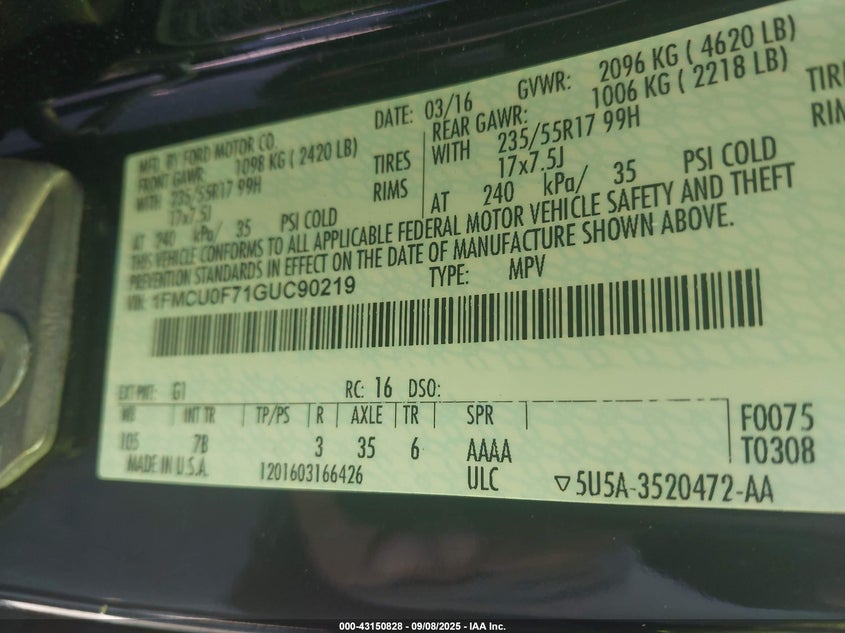 MFD. BY FORD MOTOR CO.
DATE: 03/16 GVWR: 2096 KG ( 4620 LB)
FRONT GAWR: 1098 KG ( 2420 LB)
REAR GAWR: 1006 KG ( 2218 LB)
WITH 235/55R17 99H TIRES
WITH 235/55R17 99H TIRES
17x7.5J RIMS
17x7.5J RIMS
AT 240 kPa/ 35 PSI COLD
AT 240 kPa/ 35 PSI COLD
THIS VEHICLE CONFORMS TO ALL APPLICABLE FEDERAL MOTOR VEHICLE SAFETY AND THEFT
PREVENTION STANDARDS IN EFFECT ON THE DATE OF MANUFACTURE SHOWN ABOVE.
VIN: 1FMCU0F71GUC90219 TYPE: MPV
EXT PNT: G1 RC: 16 DSO:
WB INT TR TP/PS R AXLE TR SPR F0075
105 7B 3 35 6 AAAA T0308
MADE IN U.S.A. 1201603166426 ULC ▽5U5A-3520472-AA
000-43150828 - 09/08/2025 - IAA Inc.